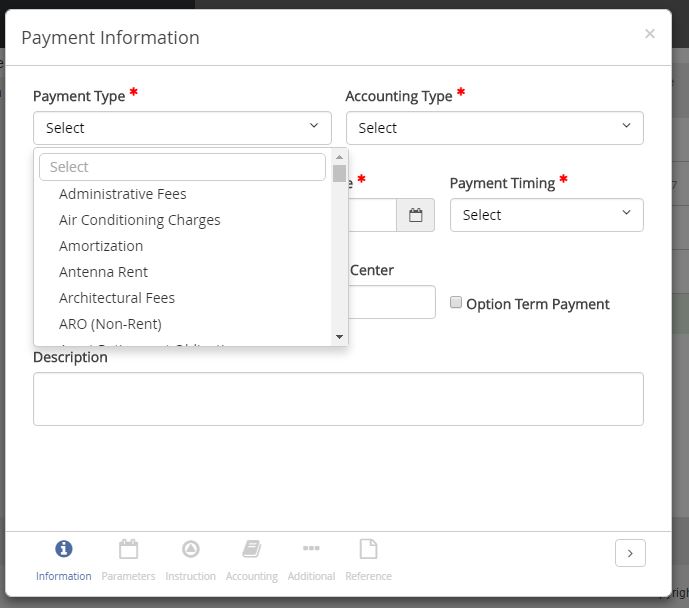 Payment Information
×
Payment Type *
Accounting Type *
Select
Select
Select
Administrative Fees
Air Conditioning Charges
Amortization
Antenna Rent
Architectural Fees
ARO (Non-Rent)
e *
Payment Timing *
Select
Center
Option Term Payment
Description
Information
Parameters
Instruction
Accounting
Additional
Reference